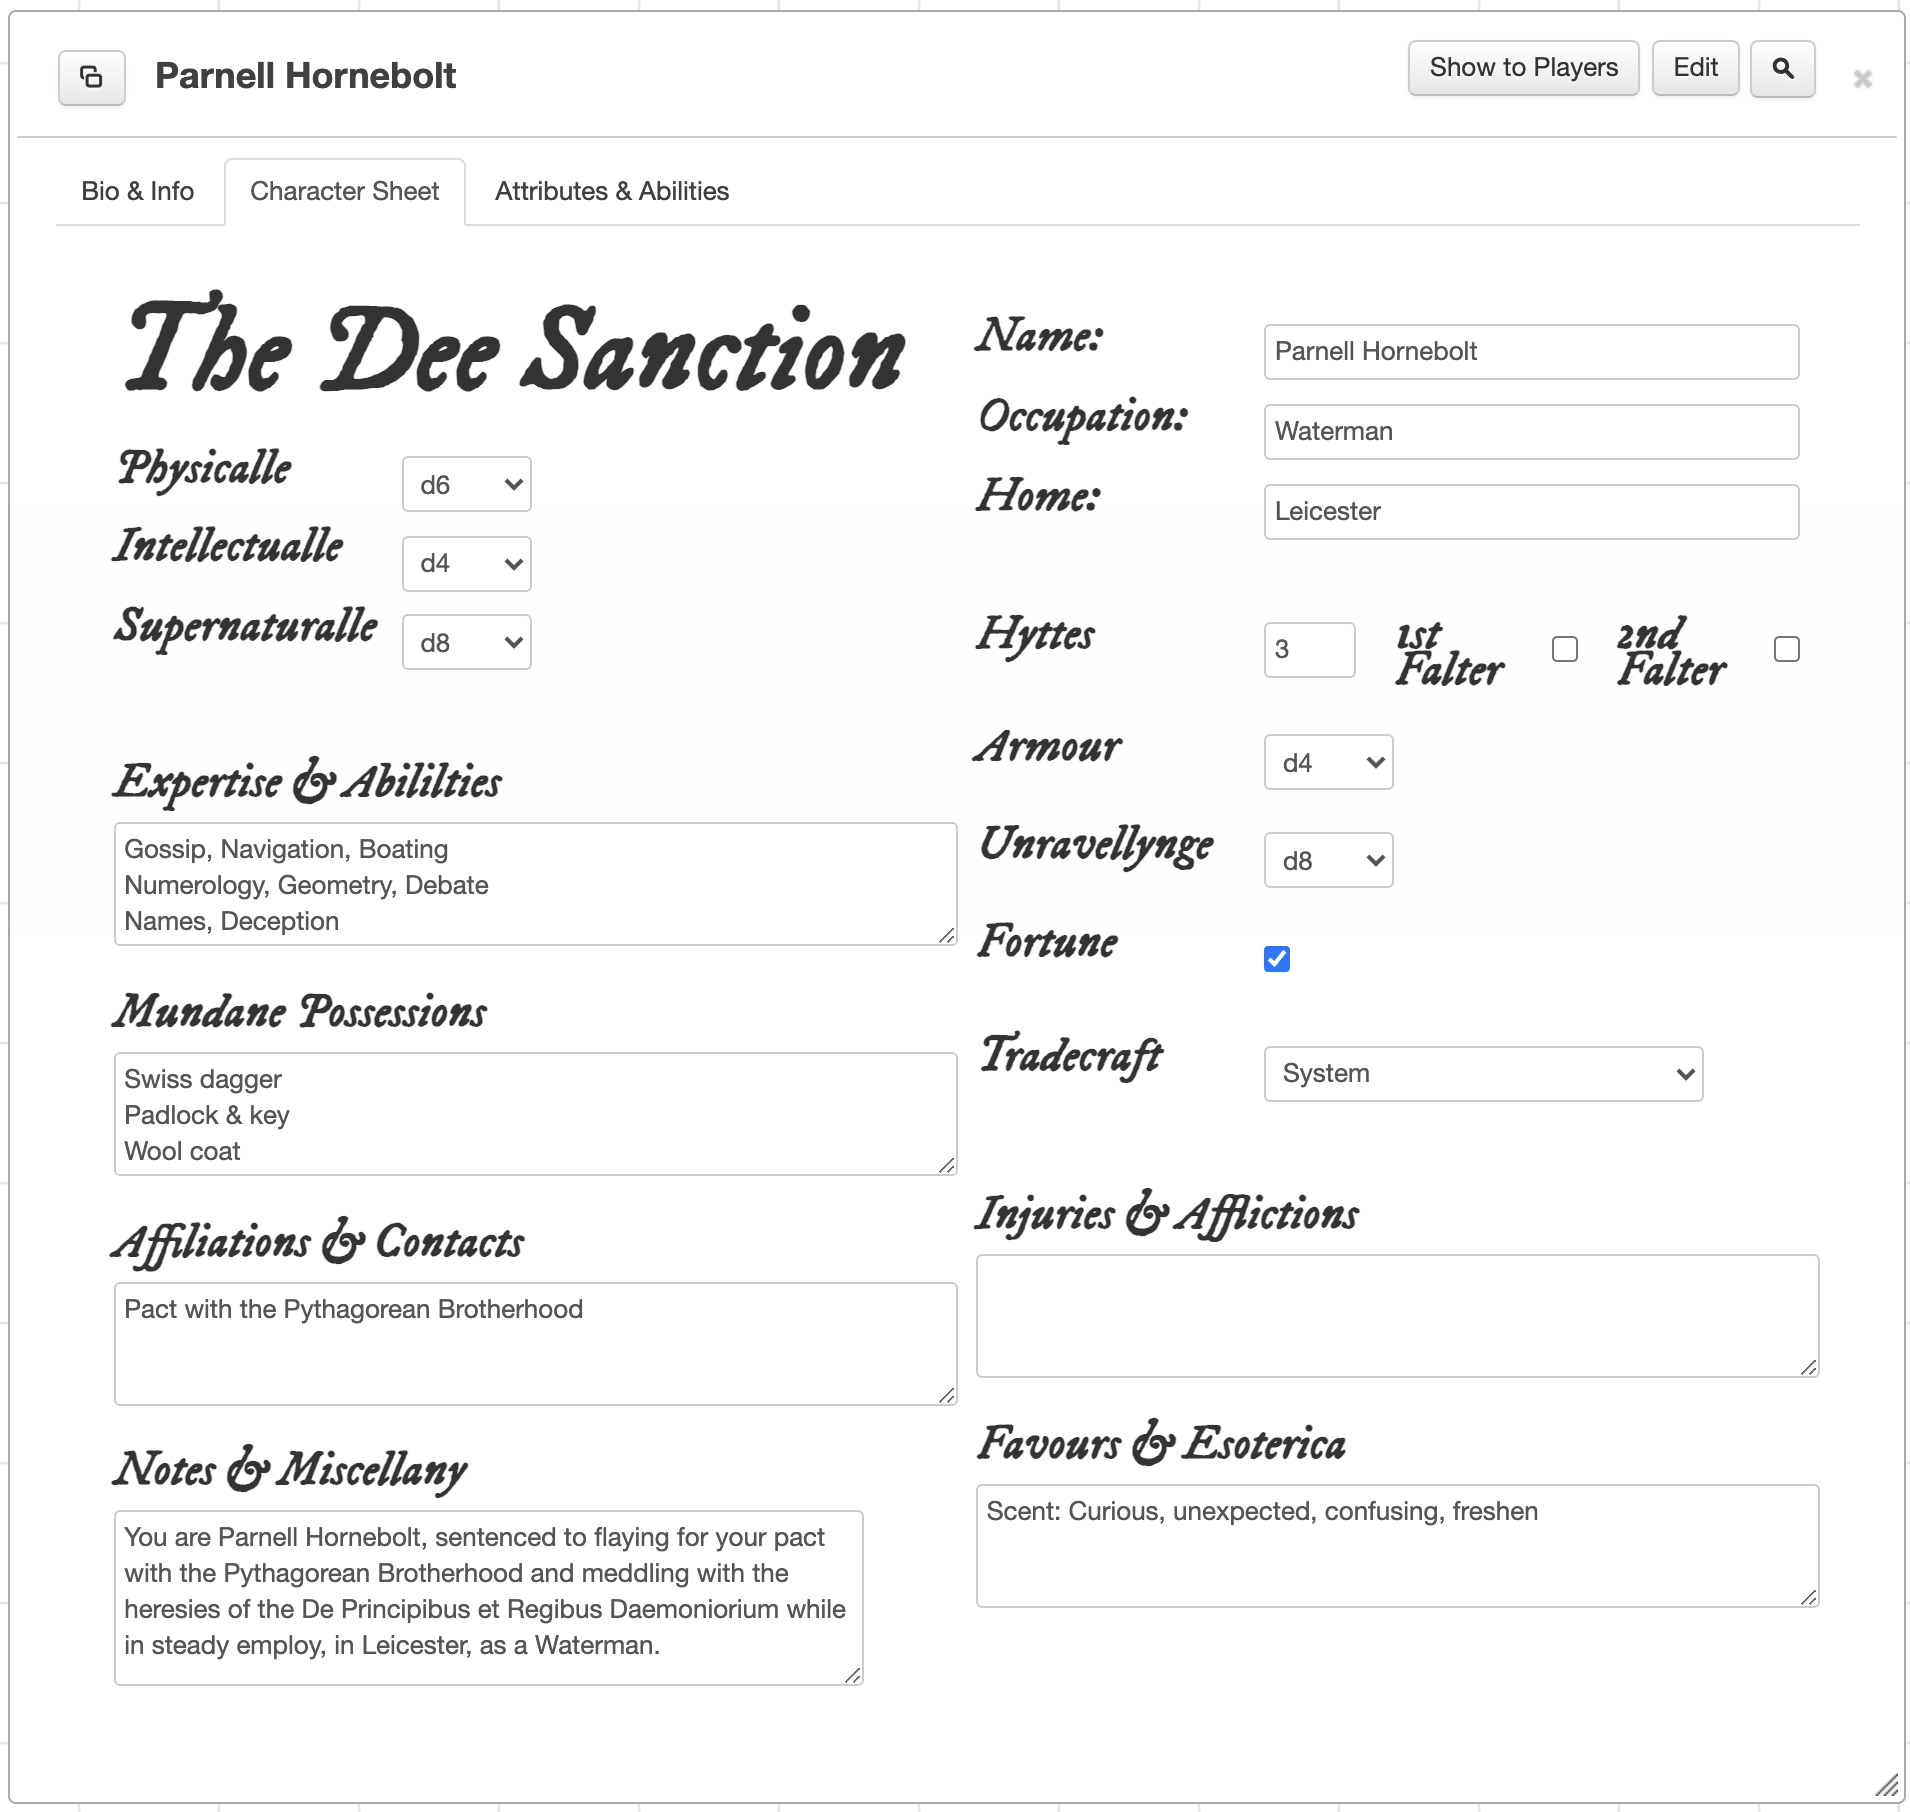 Parnell Hornebolt
Show to Players
Edit
Bio & Info
Character Sheet
Attributes & Abilities
The Dee Sanction
Physicalle
d6
Intellectualle
d4
Supernaturalle
d8
Name:
Parnell Hornebolt
Occupation:
Waterman
Home:
Leicester
Hyttes
3
1st
Falter
2nd
Falter
Armour
d4
Unravellynge
d8
Fortune
Tradecraft
System
Expertise & Abililties
Gossip, Navigation, Boating
Numerology, Geometry, Debate
Names, Deception
Mundane Possessions
Swiss dagger
Padlock & key
Wool coat
Affiliations & Contacts
Pact with the Pythagorean Brotherhood
Injuries & Afflictions
Notes & Miscellany
You are Parnell Hornebolt, sentenced to flaying for your pact
with the Pythagorean Brotherhood and meddling with the
heresies of the De Principibus et Regibus Daemoniorium while
in steady employ, in Leicester, as a Waterman.
Favours & Esoterica
Scent: Curious, unexpected, confusing, freshen